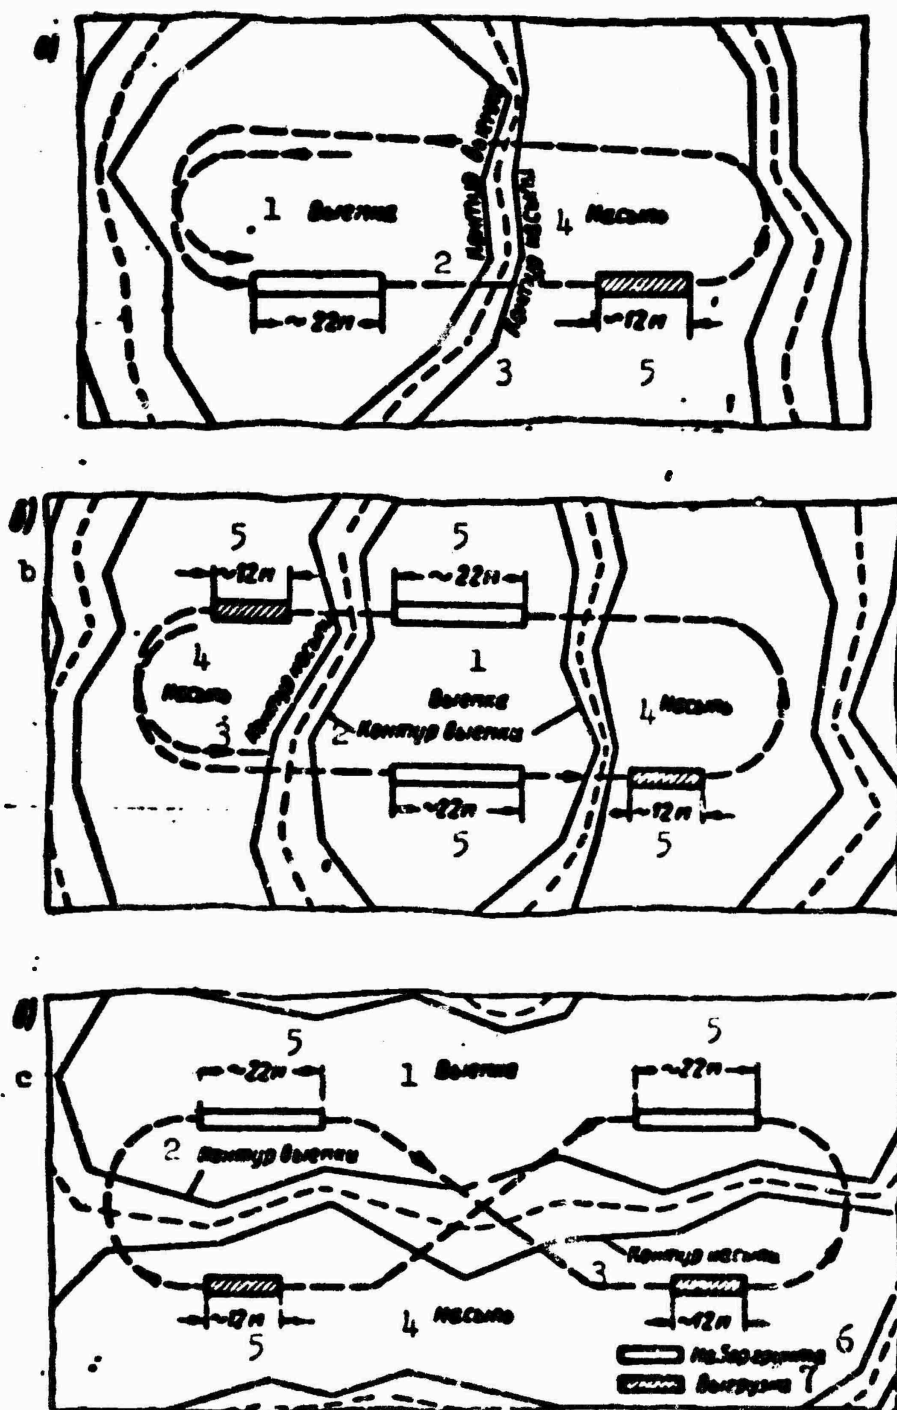 а)
Контур выемки
1 Выемка
4 Насыпь
2
Контур насыпи
~22м
~12м
3
5
б)
b
5
5
~12м
~22м
4
Насыпь
3
Контур насыпи
1
Выемка
2 Контур выемки
4 Насыпь
~22м
~12м
5
5
в)
c
5
5
~22м
1 Выемка
~22м
2
Контур выемки
Контур насыпи
3
~12м
4 Насыпь
~12м
5
6
Выгрузка 7